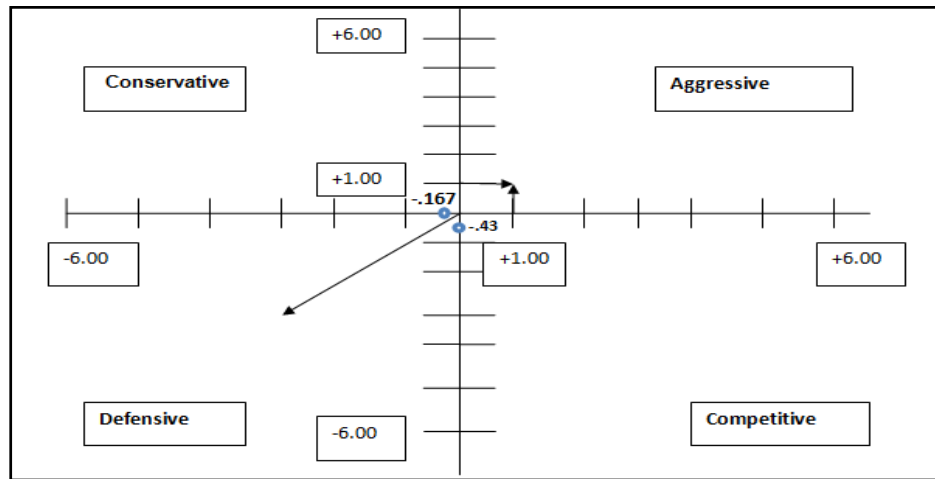 +6.00
Conservative
Aggressive
+1.00
-.167
-.43
-6.00
+1.00
+6.00
Defensive
-6.00
Competitive